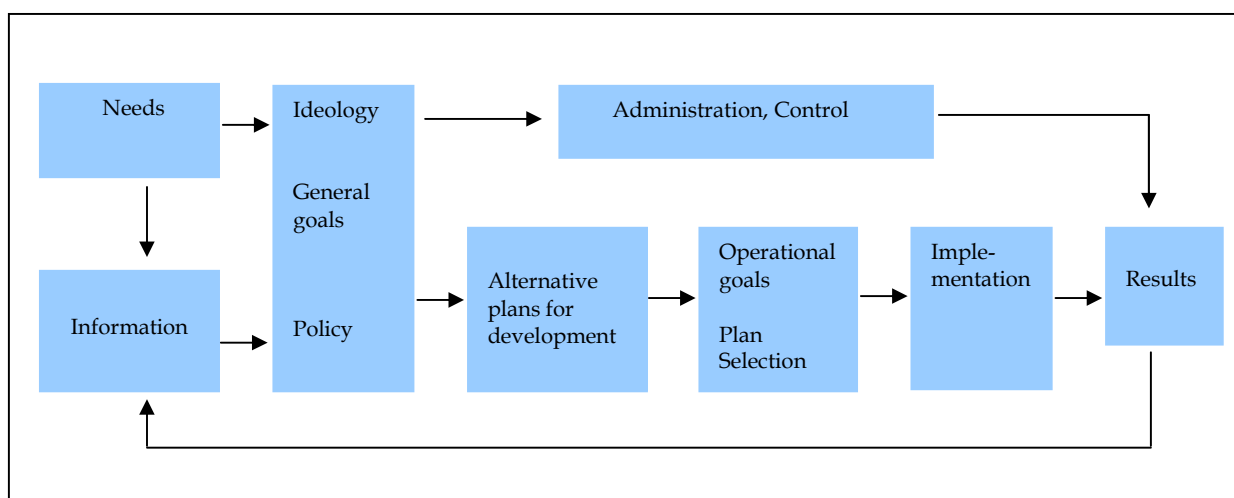 Needs
Ideology
General
goals
Policy
Administration, Control
Information
Alternative
plans for
development
Operational
goals
Plan
Selection
Imple-
mentation
Results